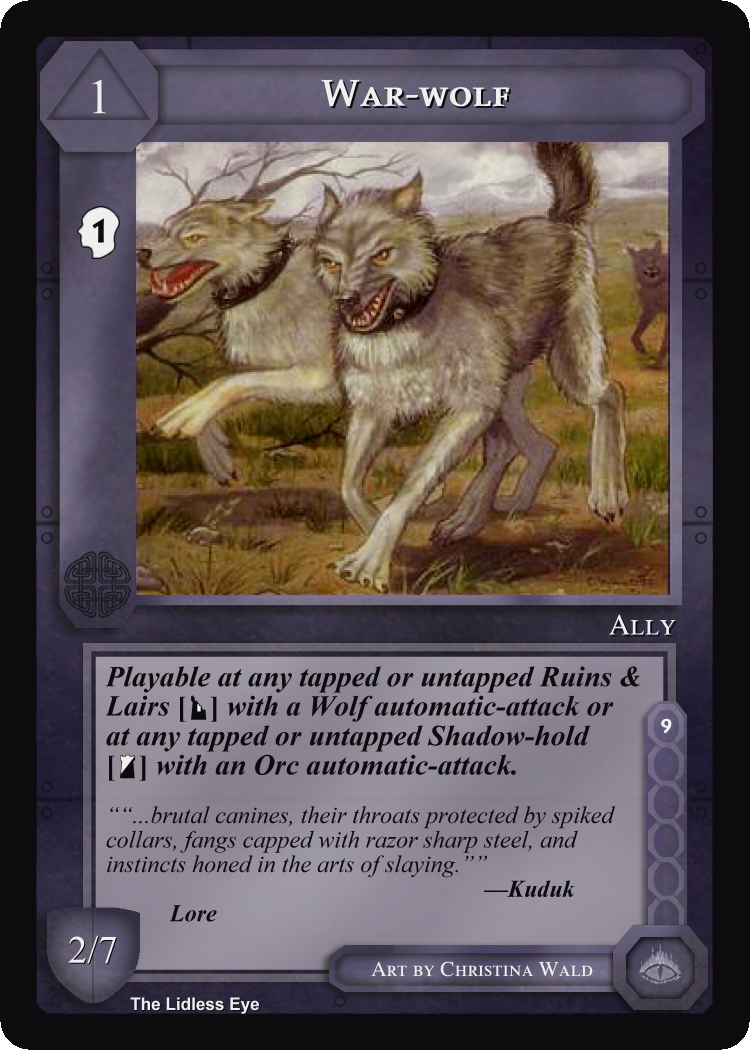 1
War-wolf
1
Ally
Playable at any tapped or untapped Ruins &
Lairs [] with a Wolf automatic-attack or
at any tapped or untapped Shadow-hold
[] with an Orc automatic-attack.
9
““...brutal canines, their throats protected by spiked
collars, fangs capped with razor sharp steel, and
instincts honed in the arts of slaying.””
—Kuduk
Lore
2/7
Art by Christina Wald
The Lidless Eye